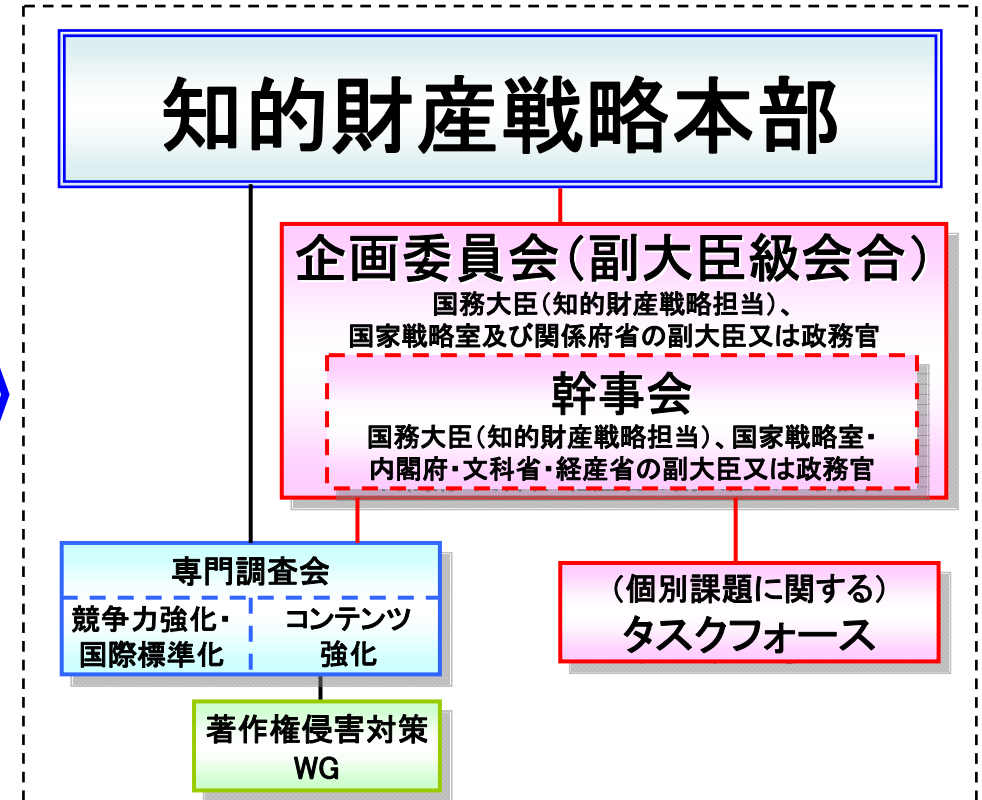 知的財産戦略本部
企画委員会（副大臣級会合）
国務大臣（知的財産戦略担当）、
国家戦略室及び関係府省の副大臣又は政務官
幹事会
国務大臣（知的財産戦略担当）、国家戦略室・
内閣府・文科省・経産省の副大臣又は政務官
専門調査会
競争力強化・
国際標準化
コンテンツ
強化
（個別課題に関する）
タスクフォース
著作権侵害対策
WG